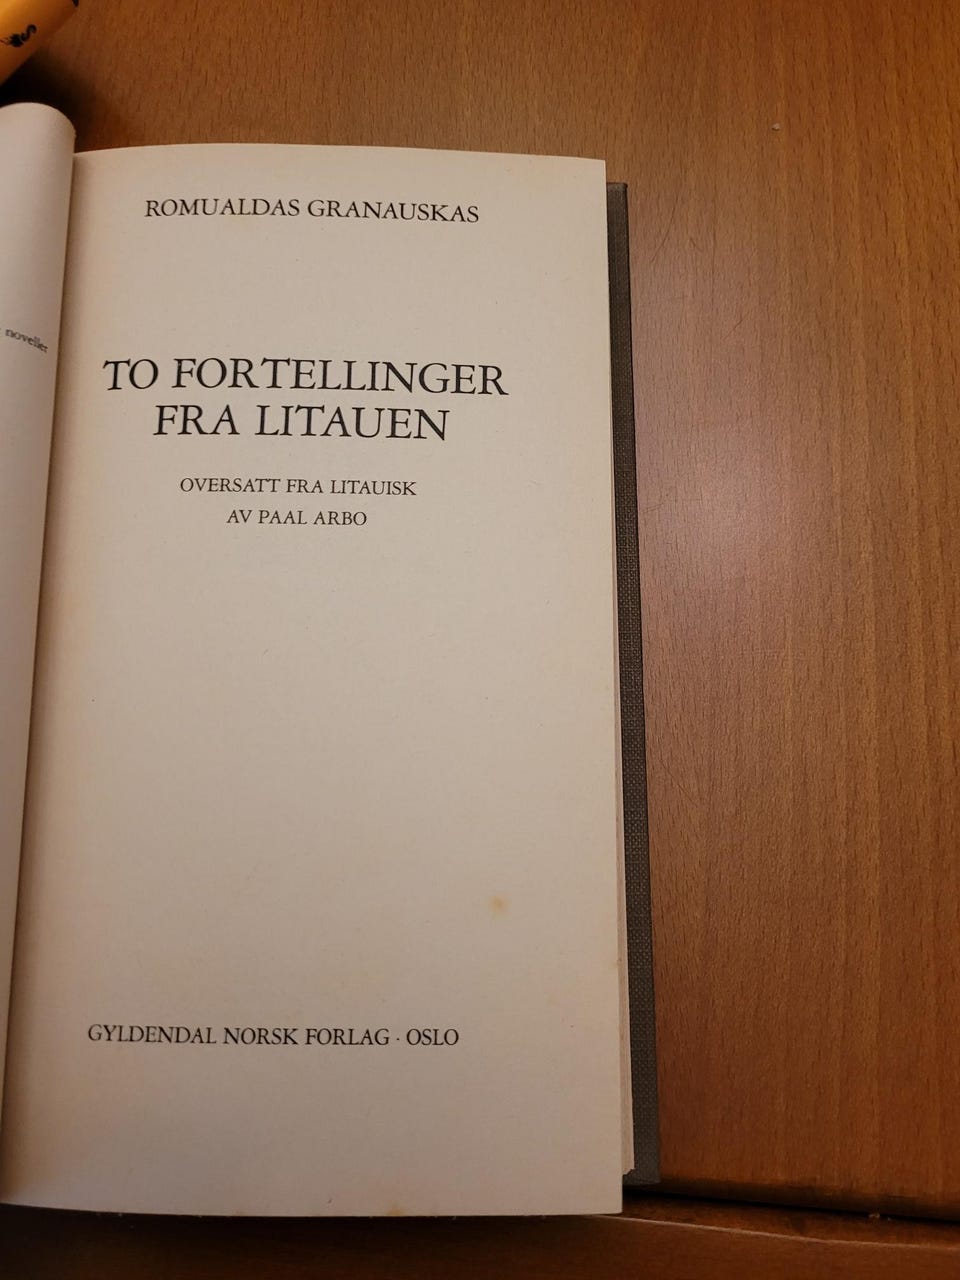 ROMUALDAS GRANAUSKAS
noveller
TO FORTELLINGER
FRA LITAUEN
OVERSATT FRA LITAUISK
AV PAAL ARBO
GYLDENDAL NORSK FORLAG · OSLO